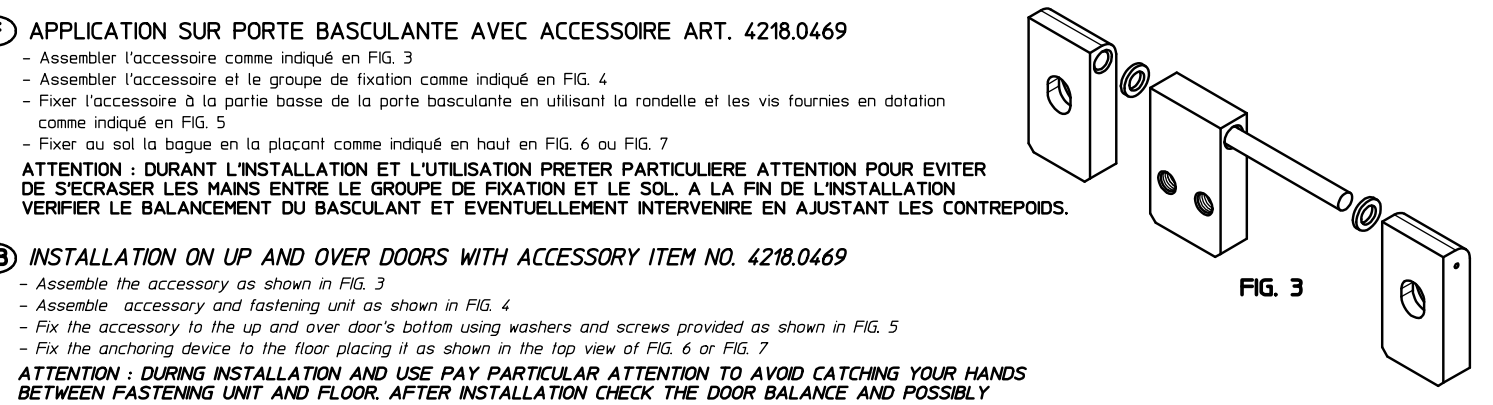 APPLICATION SUR PORTE BASCULANTE AVEC ACCESSOIRE ART. 4218.0469
- Assembler l'accessoire comme indiqué en FIG. 3
- Assembler l'accessoire et le groupe de fixation comme indiqué en FIG. 4
- Fixer l'accessoire à la partie basse de la porte basculante en utilisant la rondelle et les vis fournies en dotation
comme indiqué en FIG. 5
- Fixer au sol la bague en la plaçant comme indiqué en haut en FIG. 6 ou FIG. 7
ATTENTION : DURANT L'INSTALLATION ET L'UTILISATION PRETER PARTICULIERE ATTENTION POUR EVITER
DE S'ECRASER LES MAINS ENTRE LE GROUPE DE FIXATION ET LE SOL. A LA FIN DE L'INSTALLATION
VERIFIER LE BALANCEMENT DU BASCULANT ET EVENTUELLEMENT INTERVENIRE EN AJUSTANT LES CONTREPOIDS.
INSTALLATION ON UP AND OVER DOORS WITH ACCESSORY ITEM NO. 4218.0469
- Assemble the accessory as shown in FIG. 3
- Assemble accessory and fastening unit as shown in FIG. 4
- Fix the accessory to the up and over door's bottom using washers and screws provided as shown in FIG. 5
- Fix the anchoring device to the floor placing it as shown in the top view of FIG. 6 or FIG. 7
ATTENTION : DURING INSTALLATION AND USE PAY PARTICULAR ATTENTION TO AVOID CATCHING YOUR HANDS
BETWEEN FASTENING UNIT AND FLOOR. AFTER INSTALLATION CHECK THE DOOR BALANCE AND POSSIBLY
FIG. 3